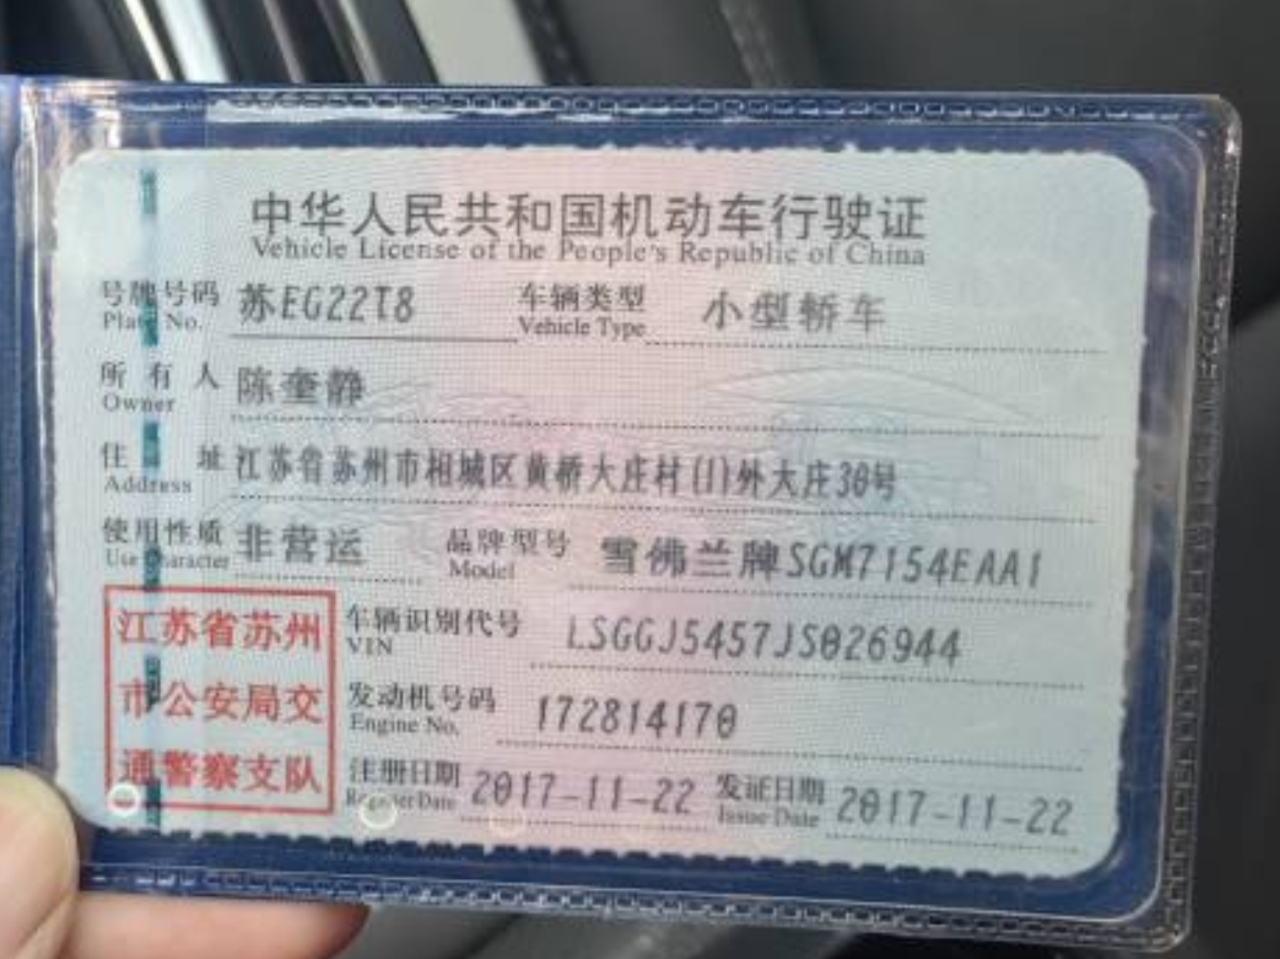 中华人民共和国机动车行驶证
Vehicle License of the People's Republic of China
号牌号码 苏EG22T8 车辆类型 小型轿车
Plate No. Vehicle Type
所有人 陈奎静
Owner
住址 江苏省苏州市相城区黄桥大庄村(1)外大庄30号
Address
使用性质 非营运 品牌型号 雪佛兰牌SGM7154EAA1
Use Character Model
江苏省苏州
市公安局交
通警察支队
车辆识别代号 LSGGJ5457JS026944
VIN
发动机号码 172814170
Engine No.
注册日期 2017-11-22 发证日期 2017-11-22
Register Date Issue Date